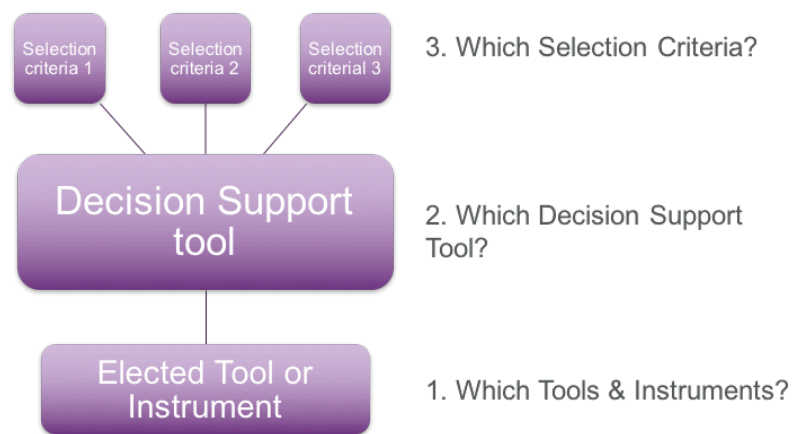 Selection
criteria 1
Selection
criteria 2
Selection
criterial 3
3. Which Selection Criteria?
Decision Support
tool
2. Which Decision Support
Tool?
Elected Tool or
Instrument
1. Which Tools & Instruments?